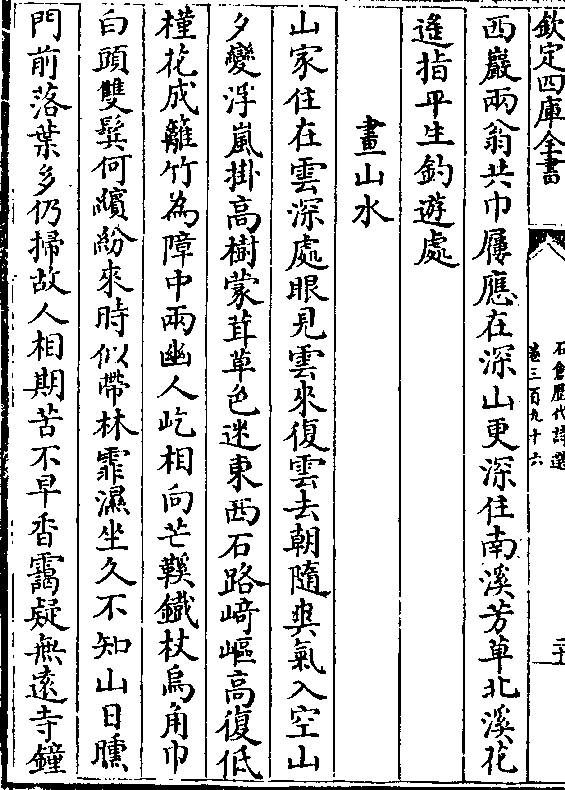 欽定四庫全書
石倉歷代詩選
卷三百九十六
西巖兩翁共巾屨應在深山更深住南溪芳草北溪花
遙指平生釣遊處
畫山水
山家住在雲深處眼見雲來復雲去朝隨爽氣入空山
夕變浮嵐掛高樹蒙茸草色迷東西石路﨑嶇高復低
槿花成籬竹為障中兩幽人屹相向芒鞵鐵杖烏角巾
白頭雙鬓何繽紛來時似帶林霏濕坐久不知山日曛
門前落葉多仍掃故人相期苦不早香靄疑無遠寺鐘